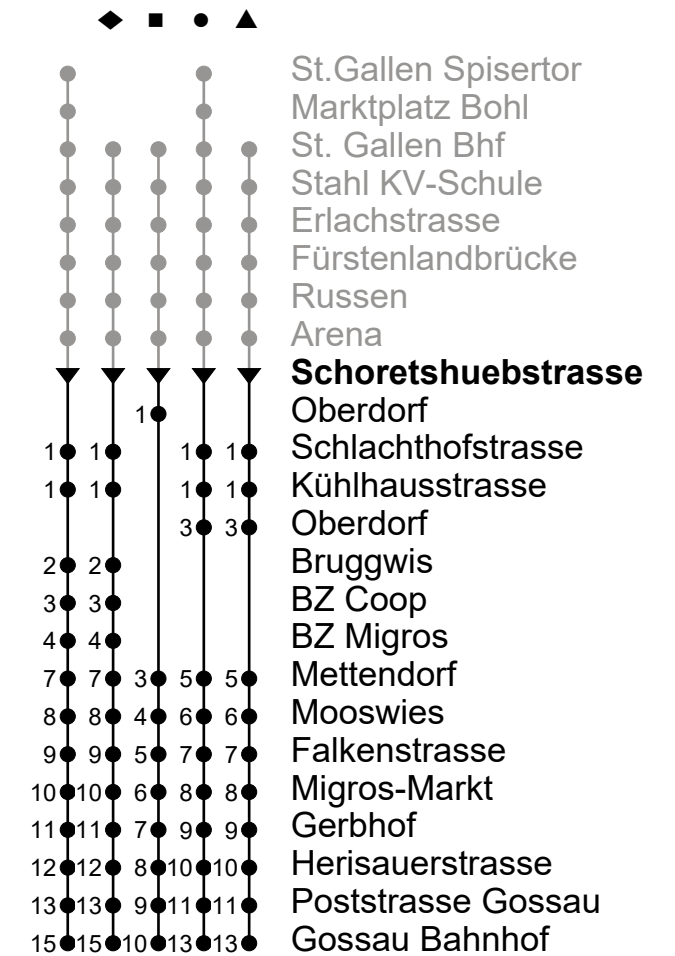 St.Gallen Spisertor
Marktplatz Bohl
St. Gallen Bhf
Stahl KV-Schule
Erlachstrasse
Fürstenlandbrücke
Russen
Arena
Schoretshuebstrasse
1 Oberdorf
1 1 1 1 Schlachthofstrasse
1 1 1 1 Kühlhausstrasse
3 3 Oberdorf
2 2 Bruggwis
3 3 BZ Coop
4 4 BZ Migros
7 7 3 5 5 Mettendorf
8 8 4 6 6 Mooswies
9 9 5 7 7 Falkenstrasse
10 10 6 8 8 Migros-Markt
11 11 7 9 9 Gerbhof
12 12 8 10 10 Herisauerstrasse
13 13 9 11 11 Poststrasse Gossau
15 15 10 13 13 Gossau Bahnhof